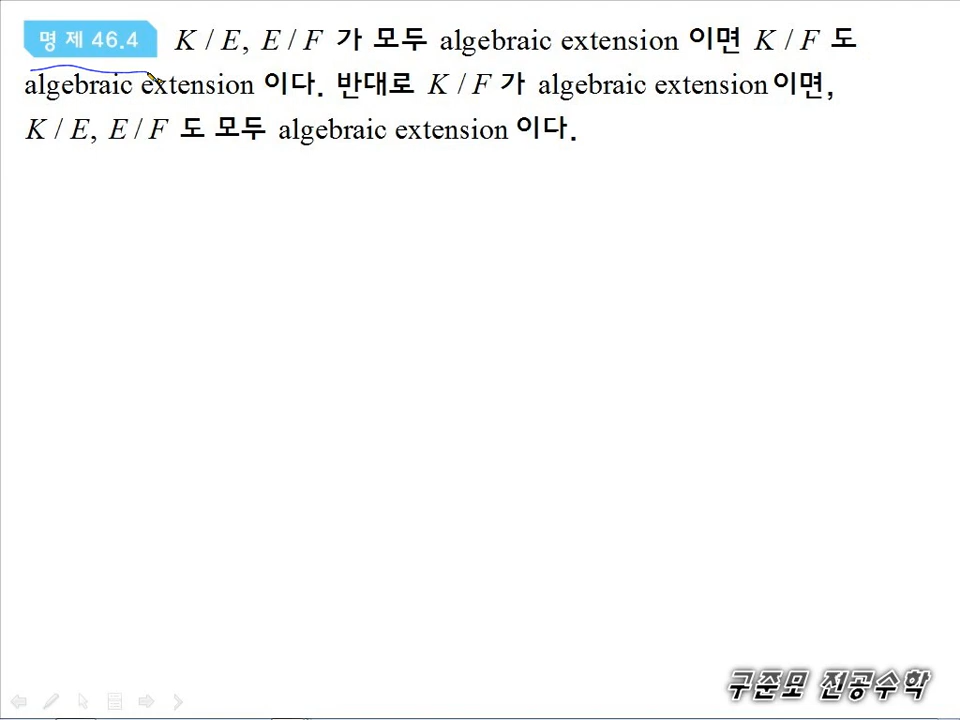 명 제 46.4 K / E, E / F 가 모두 algebraic extension 이면 K / F 도
algebraic extension 이다. 반대로 K / F 가 algebraic extension 이면,
K / E, E / F 도 모두 algebraic extension 이다.
구준모 전공수학